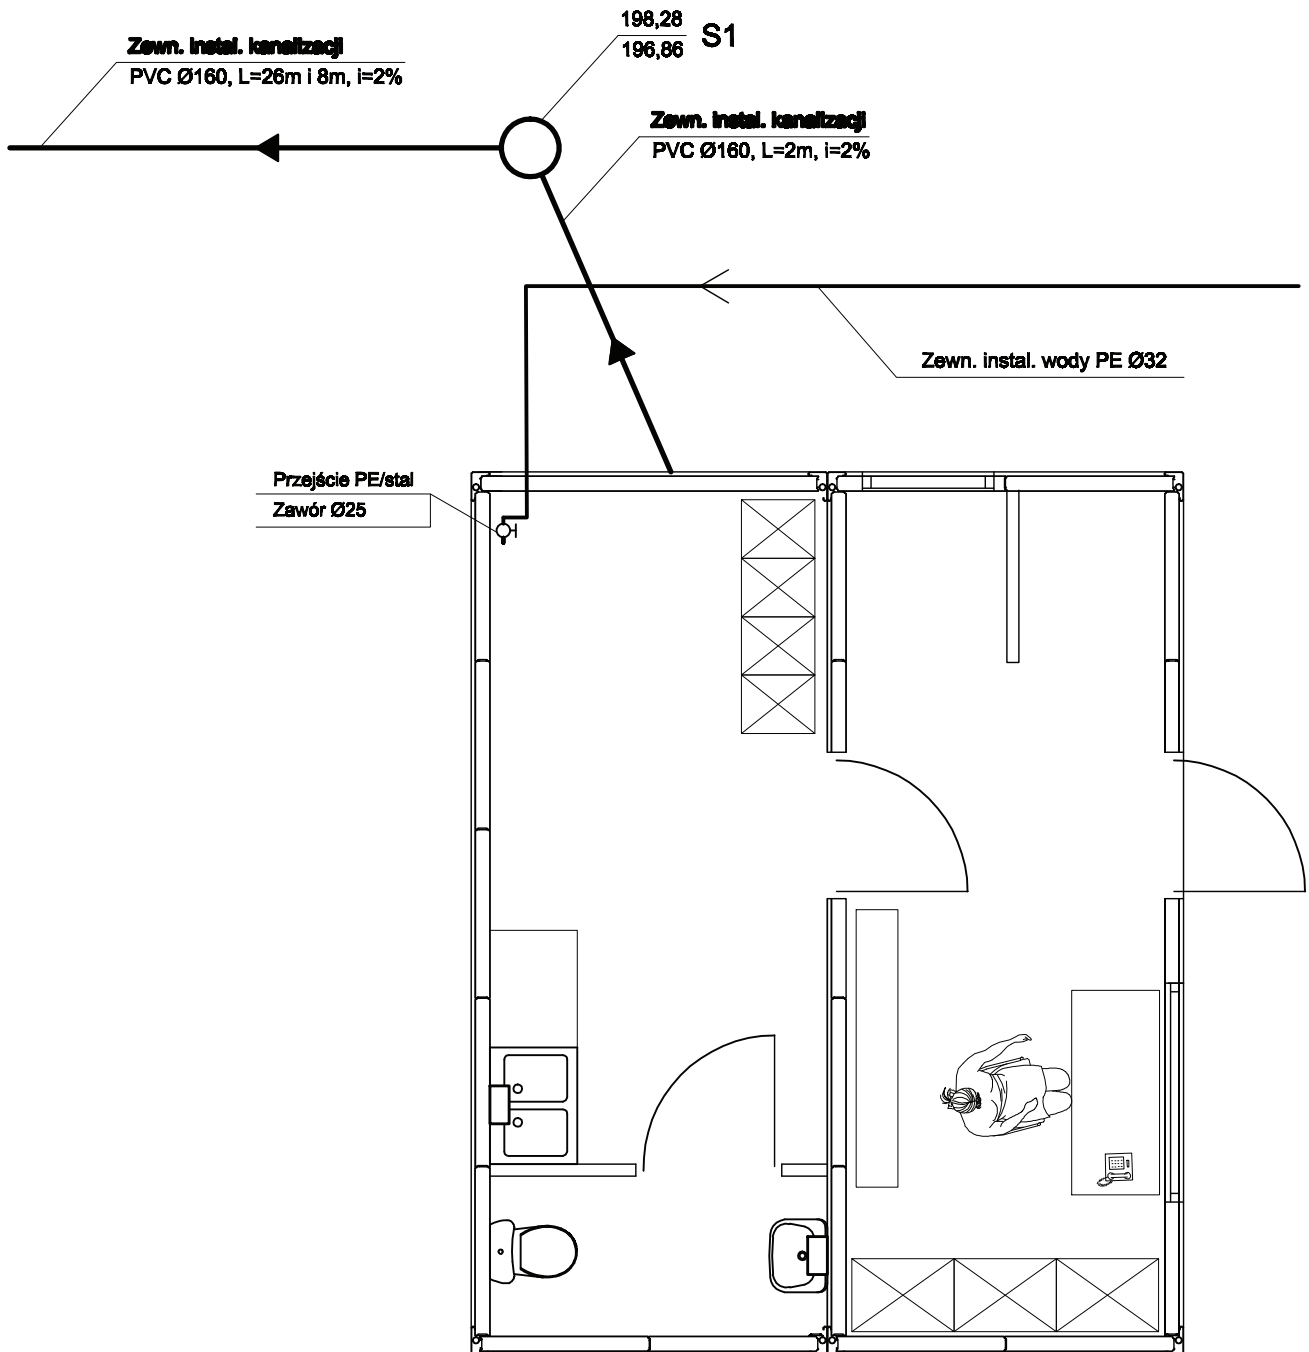 198,28
196,86
S1
Zewn. instal. kanalizacji
PVC Ø160, L=26m i 8m, i=2%
Zewn. instal. kanalizacji
PVC Ø160, L=2m, i=2%
Zewn. instal. wody PE Ø32
Przejście PE/stal
Zawór Ø25